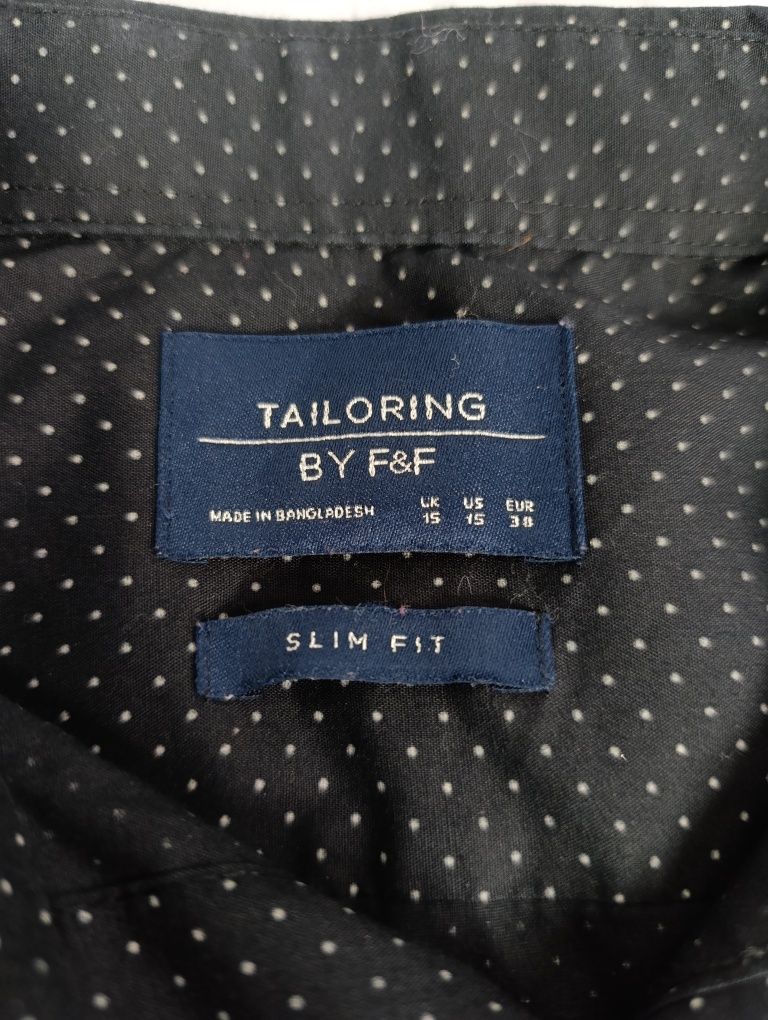 TAILORING
BY F&F
MADE IN BANGLADESH UK US EUR
15 15 38
SLIM FIT